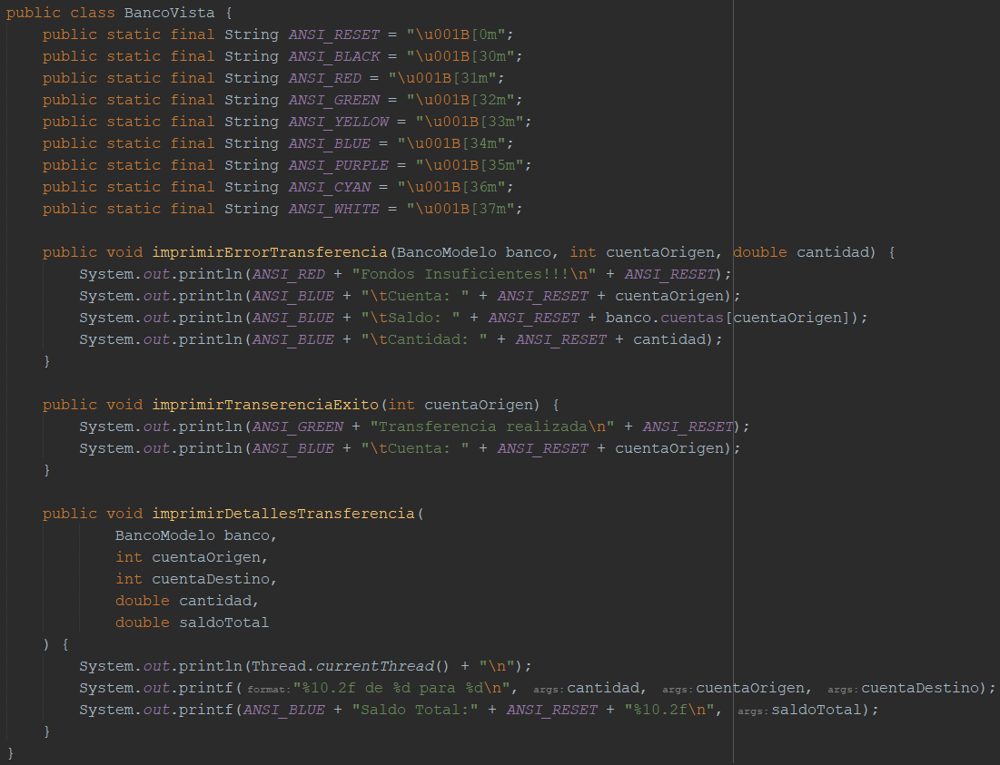 public class BancoVista {
    public static final String ANSI_RESET = "\u001B[0m";
    public static final String ANSI_BLACK = "\u001B[30m";
    public static final String ANSI_RED = "\u001B[31m";
    public static final String ANSI_GREEN = "\u001B[32m";
    public static final String ANSI_YELLOW = "\u001B[33m";
    public static final String ANSI_BLUE = "\u001B[34m";
    public static final String ANSI_PURPLE = "\u001B[35m";
    public static final String ANSI_CYAN = "\u001B[36m";
    public static final String ANSI_WHITE = "\u001B[37m";

    public void imprimirErrorTransferencia(BancoModelo banco, int cuentaOrigen, double cantidad) {
        System.out.println(ANSI_RED + "Fondos Insuficientes!!!\n" + ANSI_RESET);
        System.out.println(ANSI_BLUE + "\tCuenta: " + ANSI_RESET + cuentaOrigen);
        System.out.println(ANSI_BLUE + "\tSaldo: " + ANSI_RESET + banco.cuentas[cuentaOrigen]);
        System.out.println(ANSI_BLUE + "\tCantidad: " + ANSI_RESET + cantidad);
    }

    public void imprimirTranserenciaExito(int cuentaOrigen) {
        System.out.println(ANSI_GREEN + "Transferencia realizada\n" + ANSI_RESET);
        System.out.println(ANSI_BLUE + "\tCuenta: " + ANSI_RESET + cuentaOrigen);
    }

    public void imprimirDetallesTransferencia(
            BancoModelo banco,
            int cuentaOrigen,
            int cuentaDestino,
            double cantidad,
            double saldoTotal
    ) {
        System.out.println(Thread.currentThread() + "\n");
        System.out.printf( format: "%10.2f de %d para %d\n", args: cantidad, args: cuentaOrigen, args: cuentaDestino);
        System.out.printf(ANSI_BLUE + "Saldo Total:" + ANSI_RESET + "%10.2f\n", args: saldoTotal);
    }
}